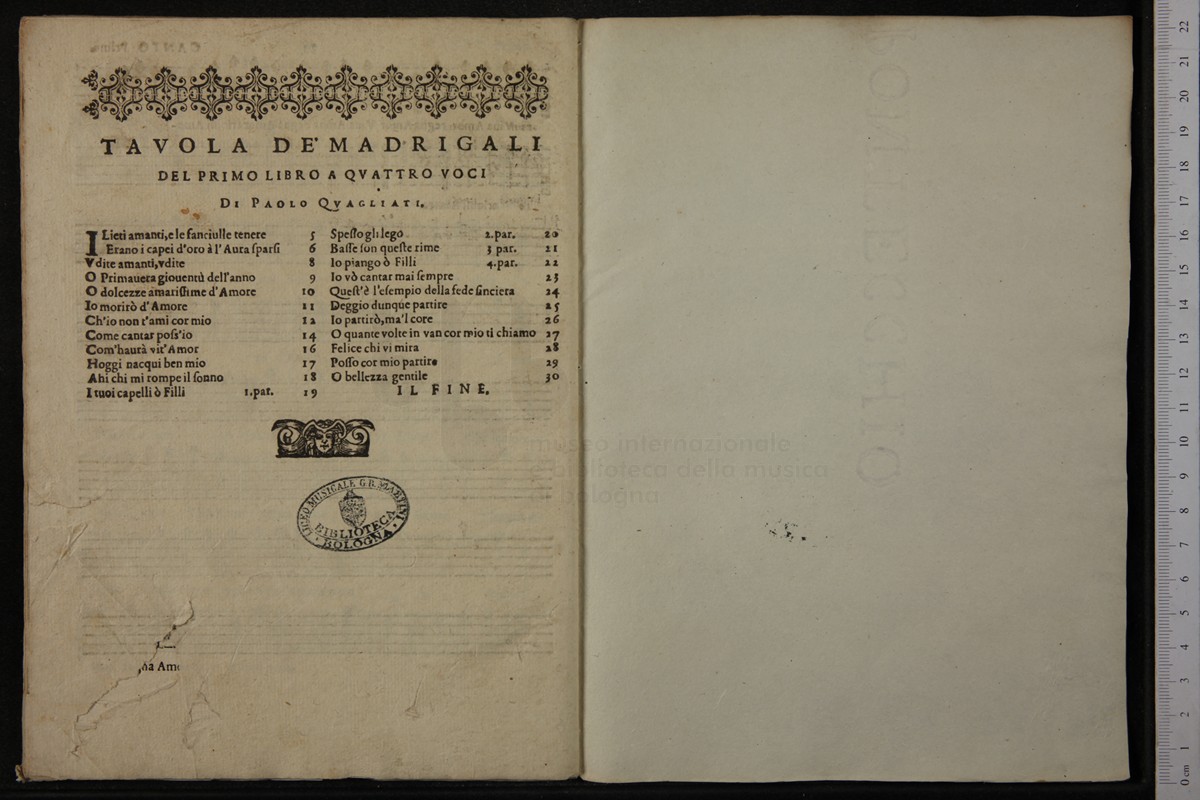 TAVOLA DE' MADRIGALI
DEL PRIMO LIBRO A QVATTRO VOCI
DI PAOLO QVAGLIATI.
I Lieti amanti, e le fanciulle tenere 5
Erano i capei d'oro à l'Aura sparsi 6
Vdite amanti, vdite 8
O Primauera giouentù dell'anno 9
O dolcezze amarissime d'Amore 10
Io morirò d'Amore 11
Ch'io non t'ami cor mio 12
Come cantar poss'io 14
Com'haurà vit'Amor 16
Hoggi nacqui ben mio 17
Ahi chi mi rompe il sonno 18
I tuoi capelli ò Filli 1.par. 19
Spesso gli lego 2.par. 20
Basse son queste rime 3 par. 21
Io piango ò Filli 4.par. 22
Io vò cantar mai sempre 23
Quest'è l'esempio della fede sinciera 24
Deggio dunque partire 25
Io partirò, ma'l core 26
O quante volte in van cor mio ti chiamo 27
Felice chi vi mira 28
Posso cor mio partire 29
O bellezza gentile 30
IL FINE.
LICEO MUSICALE G.B. MARTINI
BIBLIOTECA
BOLOGNA
museo internazionale
e biblioteca della musica
di bologna